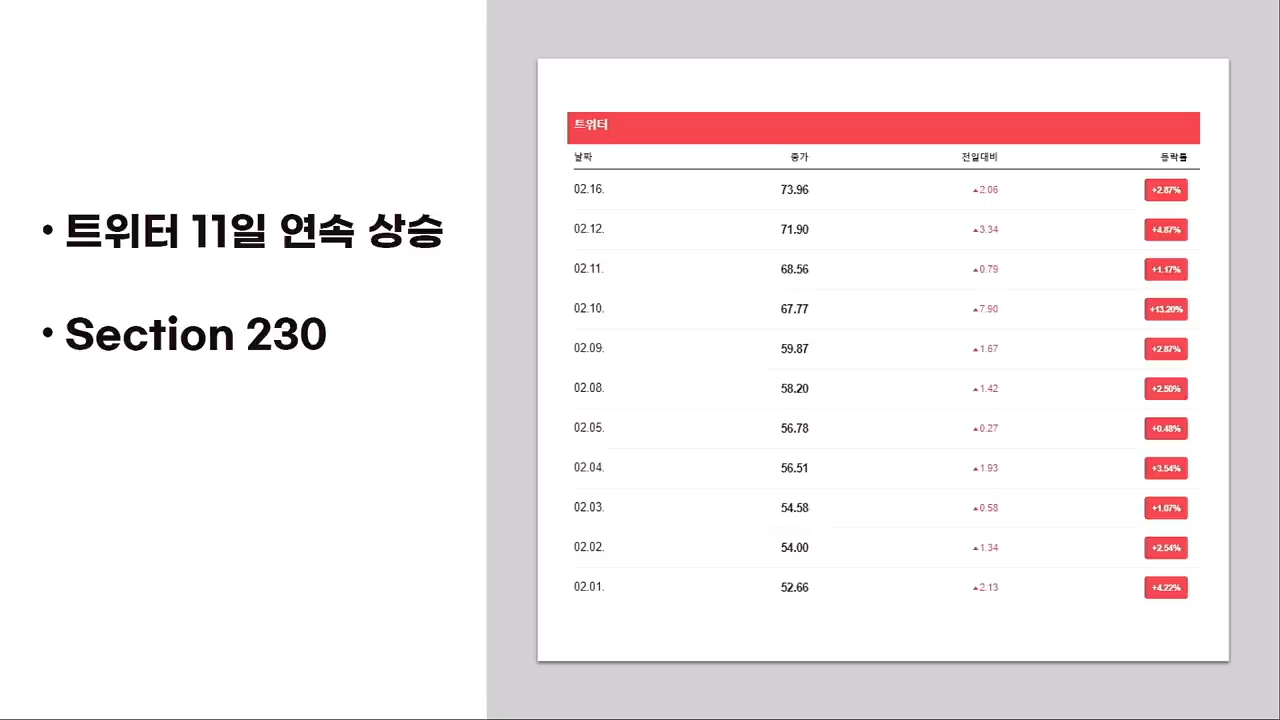 • 트위터 11일 연속 상승
• Section 230
트위터
날짜 종가 전일대비 등락률
02.16. 73.96 ▲2.06 +2.87%
02.12. 71.90 ▲3.34 +4.87%
02.11. 68.56 ▲0.79 +1.17%
02.10. 67.77 ▲7.90 +13.20%
02.09. 59.87 ▲1.67 +2.87%
02.08. 58.20 ▲1.42 +2.50%
02.05. 56.78 ▲0.27 +0.48%
02.04. 56.51 ▲1.93 +3.54%
02.03. 54.58 ▲0.58 +1.07%
02.02. 54.00 ▲1.34 +2.54%
02.01. 52.66 ▲2.13 +4.22%